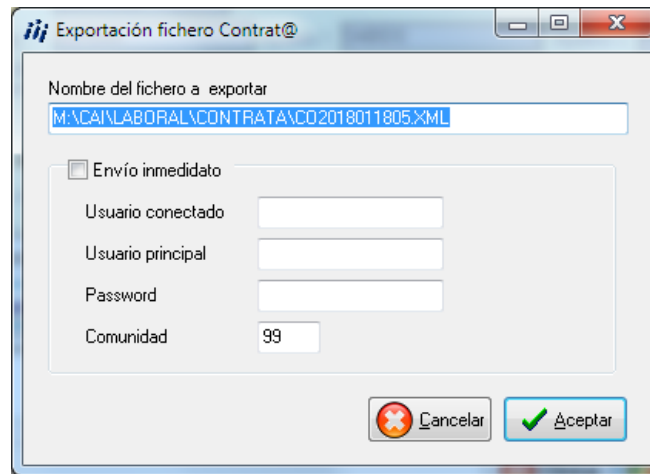 Exportación fichero Contrat@
Nombre del fichero a exportar
M:\CAI\LABORAL\CONTRATA\CO2018011805.XML
Envío inmedidato
Usuario conectado
Usuario principal
Password
Comunidad 99
Cancelar Aceptar